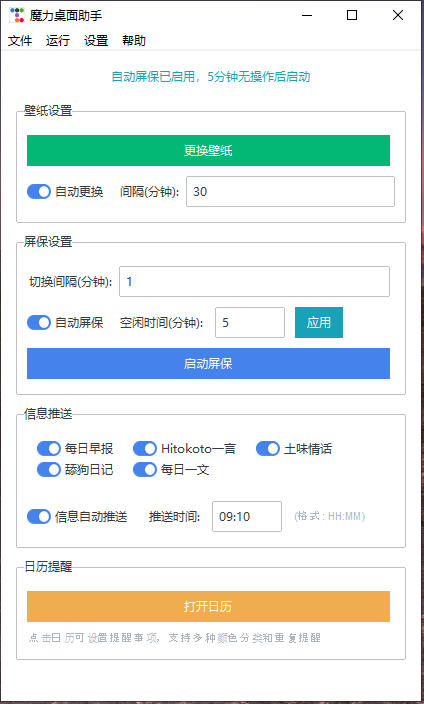 魔力桌面助手
文件 运行 设置 帮助
自动屏保已启用，5分钟无操作后启动
壁纸设置
更换壁纸
自动更换 间隔(分钟): 30
屏保设置
切换间隔(分钟): 1
自动屏保 空闲时间(分钟): 5 应用
启动屏保
信息推送
每日早报 Hitokoto一言 土味情话
舔狗日记 每日一文
信息自动推送 推送时间: 09:10 (格式: HH:MM)
日历提醒
打开日历
点击日历可设置提醒事项，支持多种颜色分类和重复提醒